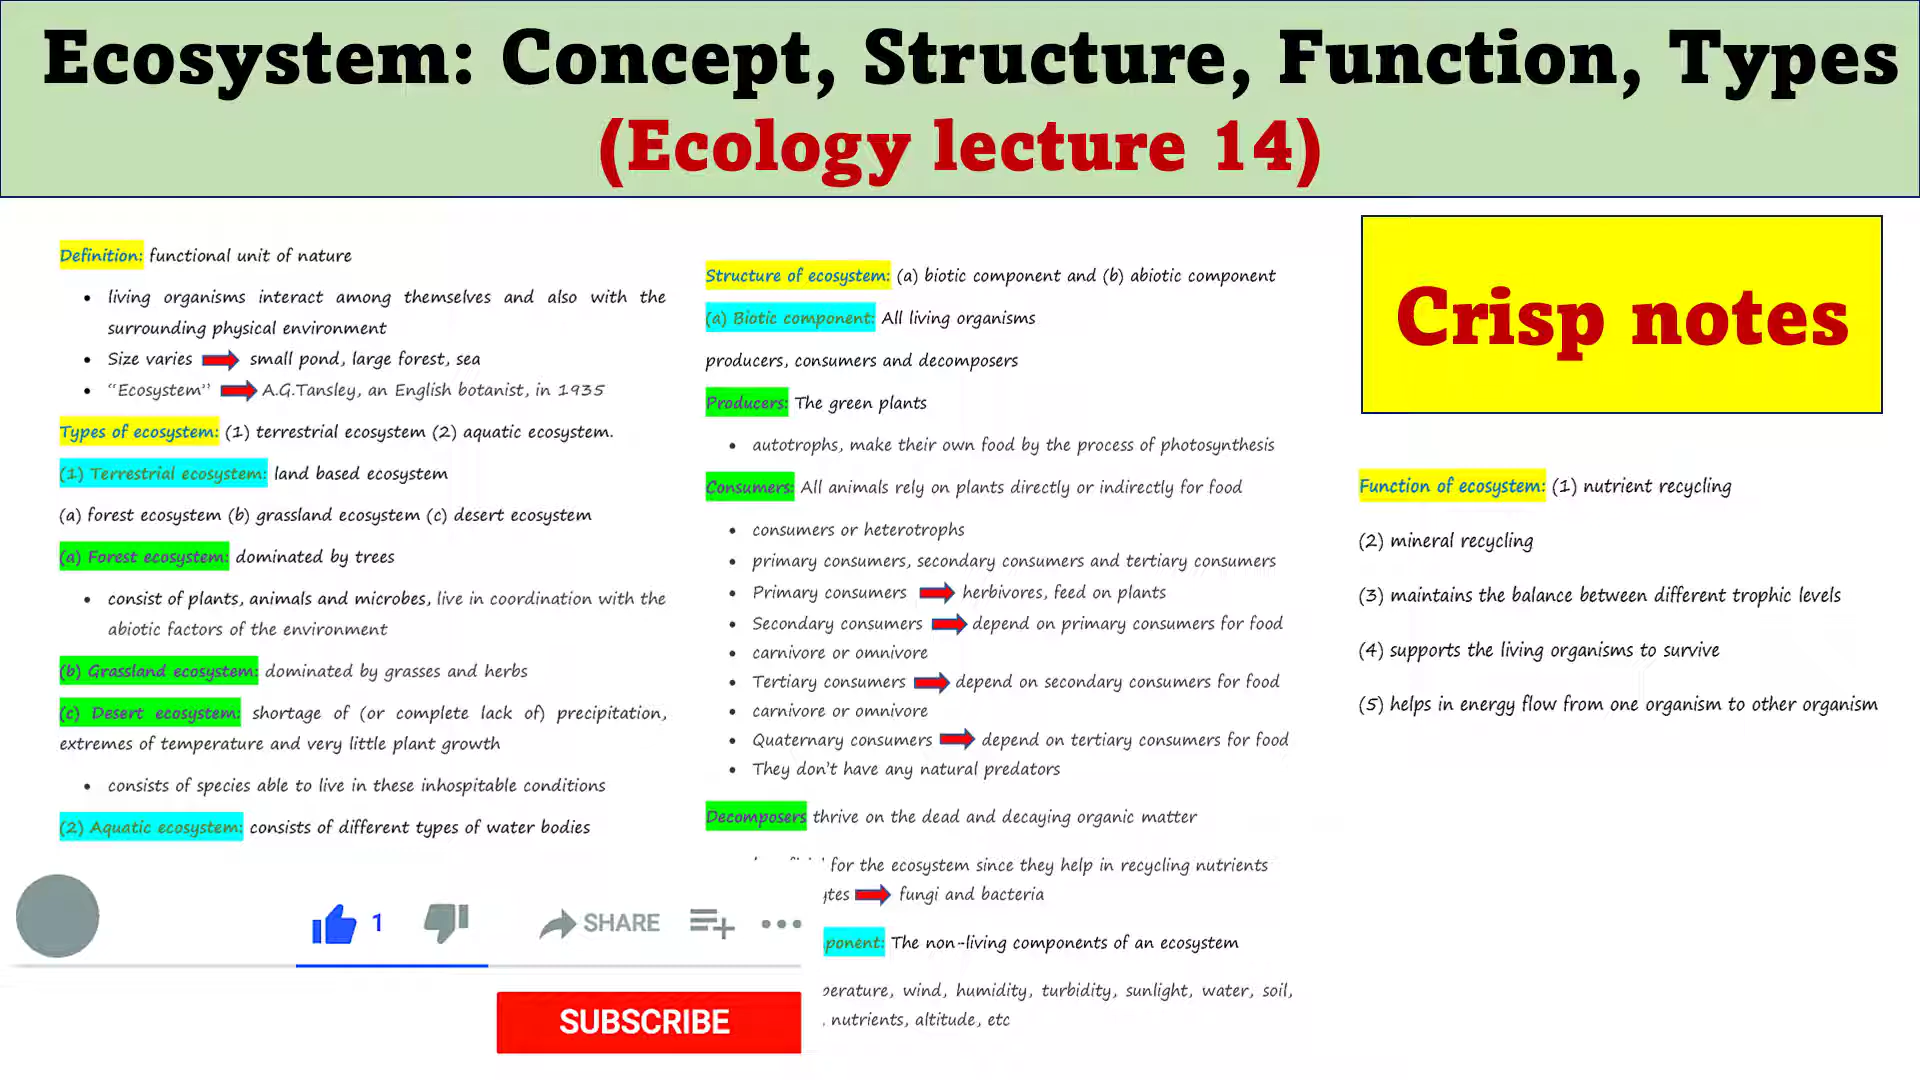 Ecosystem: Concept, Structure, Function, Types
(Ecology lecture 14)
Definition: functional unit of nature
• living organisms interact among themselves and also with the
surrounding physical environment
• Size varies small pond, large forest, sea
• “Ecosystem” A.G.Tansley, an English botanist, in 1935
Types of ecosystem: (1) terrestrial ecosystem (2) aquatic ecosystem.
(1) Terrestrial ecosystem: land based ecosystem
(a) forest ecosystem (b) grassland ecosystem (c) desert ecosystem
(a) Forest ecosystem: dominated by trees
• consist of plants, animals and microbes, live in coordination with the
abiotic factors of the environment
(b) Grassland ecosystem: dominated by grasses and herbs
(c) Desert ecosystem: shortage of (or complete lack of) precipitation,
extremes of temperature and very little plant growth
• consists of species able to live in these inhospitable conditions
(2) Aquatic ecosystem: consists of different types of water bodies
1 SHARE
SUBSCRIBE
Structure of ecosystem: (a) biotic component and (b) abiotic component
(a) Biotic component: All living organisms
producers, consumers and decomposers
Producers: The green plants
• autotrophs, make their own food by the process of photosynthesis
Consumers: All animals rely on plants directly or indirectly for food
• consumers or heterotrophs
• primary consumers, secondary consumers and tertiary consumers
• Primary consumers herbivores, feed on plants
• Secondary consumers depend on primary consumers for food
• carnivore or omnivore
• Tertiary consumers depend on secondary consumers for food
• carnivore or omnivore
• Quaternary consumers depend on tertiary consumers for food
• They don’t have any natural predators
Decomposers thrive on the dead and decaying organic matter
for the ecosystem since they help in recycling nutrients
fungi and bacteria
The non-living components of an ecosystem
wind, humidity, turbidity, sunlight, water, soil,
nutrients, altitude, etc
Crisp notes
Function of ecosystem: (1) nutrient recycling
(2) mineral recycling
(3) maintains the balance between different trophic levels
(4) supports the living organisms to survive
(5) helps in energy flow from one organism to other organism